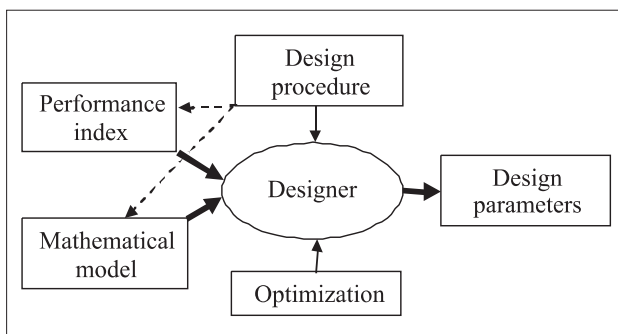 Design
procedure
Performance
index
Designer
Design
parameters
Mathematical
model
Optimization